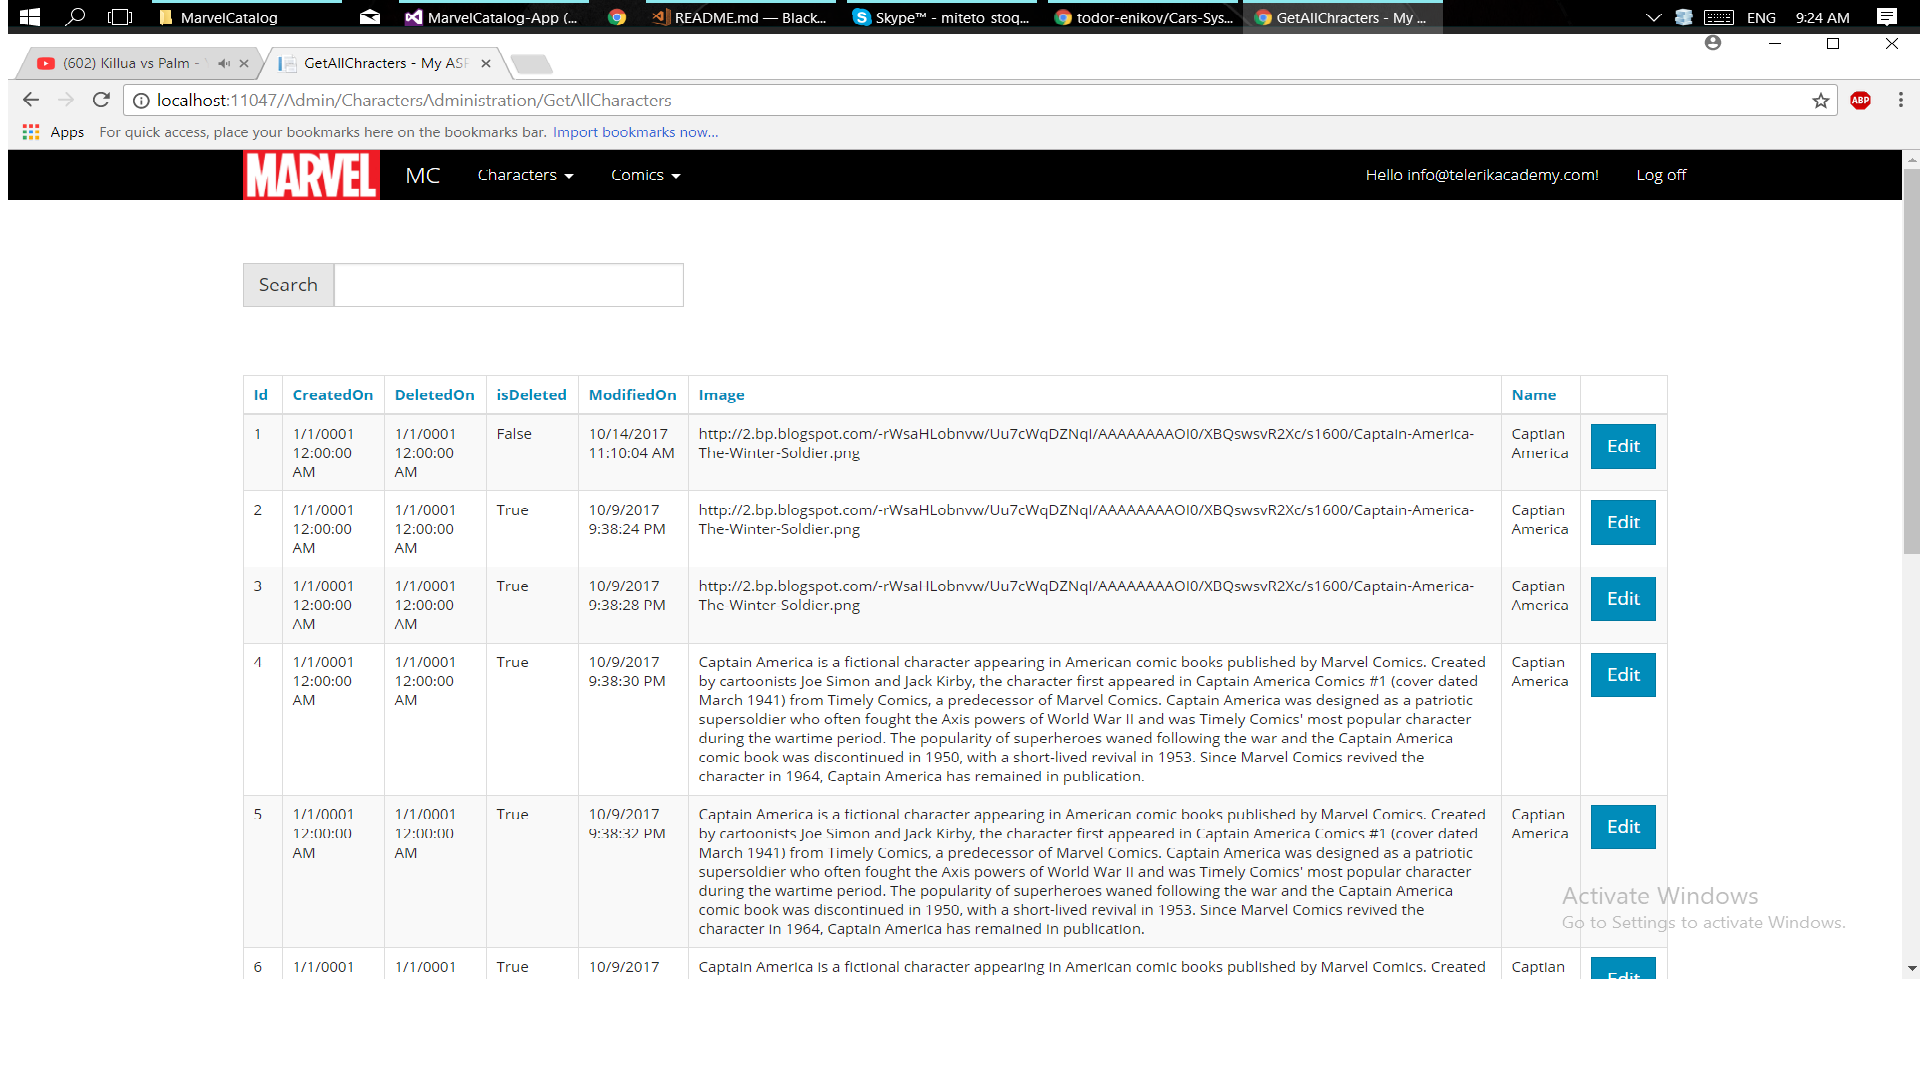 MarvelCatalog
MarvelCatalog-App (...
README.md — Black...
Skype™ - miteto_stoq...
todor-enikov/Cars-Sys...
GetAllChracters - My ...
ENG
9:24 AM
(602) Killua vs Palm -
GetAllChracters - My ASP
localhost:11047/Admin/CharactersAdministration/GetAllCharacters
ABP
Apps For quick access, place your bookmarks here on the bookmarks bar. Import bookmarks now...
MARVEL MC Characters Comics Hello info@telerikacademy.com! Log off
Search
Id CreatedOn DeletedOn isDeleted ModifiedOn Image Name
1 1/1/0001 1/1/0001 False 10/14/2017 http://2.bp.blogspot.com/-rWsaHLobnvw/Uu7cWqDZNqI/AAAAAAAAOI0/XBQswsvR2Xc/s1600/Captain-America- Captian
12:00:00 12:00:00 11:10:04 AM The-Winter-Soldier.png America Edit
AM AM
2 1/1/0001 1/1/0001 True 10/9/2017 http://2.bp.blogspot.com/-rWsaHLobnvw/Uu7cWqDZNqI/AAAAAAAAOI0/XBQswsvR2Xc/s1600/Captain-America- Captian
12:00:00 12:00:00 9:38:24 PM The-Winter-Soldier.png America Edit
AM AM
3 1/1/0001 1/1/0001 True 10/9/2017 http://2.bp.blogspot.com/-rWsaHLobnvw/Uu7cWqDZNqI/AAAAAAAAOI0/XBQswsvR2Xc/s1600/Captain-America- Captian
12:00:00 12:00:00 9:38:28 PM The-Winter-Soldier.png America Edit
AM AM
4 1/1/0001 1/1/0001 True 10/9/2017 Captain America is a fictional character appearing in American comic books published by Marvel Comics. Created Captian
12:00:00 12:00:00 9:38:30 PM by cartoonists Joe Simon and Jack Kirby, the character first appeared in Captain America Comics #1 (cover dated America Edit
AM AM March 1941) from Timely Comics, a predecessor of Marvel Comics. Captain America was designed as a patriotic
supersoldier who often fought the Axis powers of World War II and was Timely Comics' most popular character
during the wartime period. The popularity of superheroes waned following the war and the Captain America
comic book was discontinued in 1950, with a short-lived revival in 1953. Since Marvel Comics revived the
character in 1964, Captain America has remained in publication.
5 1/1/0001 1/1/0001 True 10/9/2017 Captain America is a fictional character appearing in American comic books published by Marvel Comics. Created Captian
12:00:00 12:00:00 9:38:32 PM by cartoonists Joe Simon and Jack Kirby, the character first appeared in Captain America Comics #1 (cover dated America Edit
AM AM March 1941) from Timely Comics, a predecessor of Marvel Comics. Captain America was designed as a patriotic
supersoldier who often fought the Axis powers of World War II and was Timely Comics' most popular character
during the wartime period. The popularity of superheroes waned following the war and the Captain America
comic book was discontinued in 1950, with a short-lived revival in 1953. Since Marvel Comics revived the
character in 1964, Captain America has remained in publication.
Activate Windows
Go to Settings to activate Windows.
6 1/1/0001 1/1/0001 True 10/9/2017 Captain America is a fictional character appearing in American comic books published by Marvel Comics. Created Captian Edit